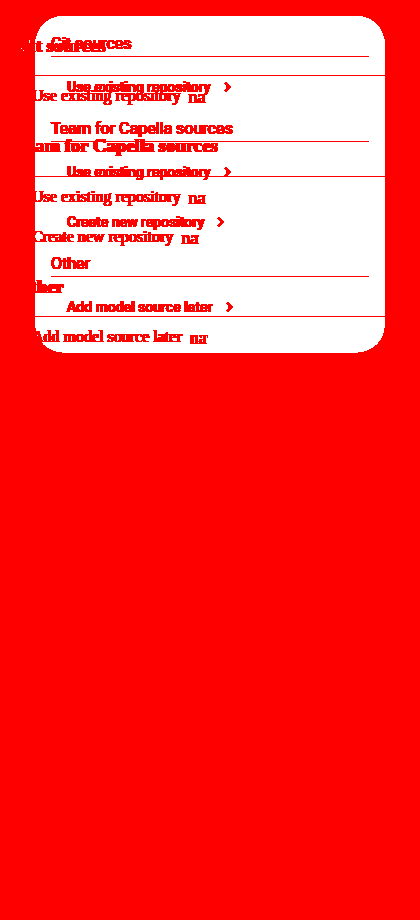 Git sources
t sources
Use existing repository
Use existing repository na
Team for Capella sources
am for Capella sources
Use existing repository
Use existing repository na
Create new repository
Create new repository na
Other
her
Add model source later
Add model source later na